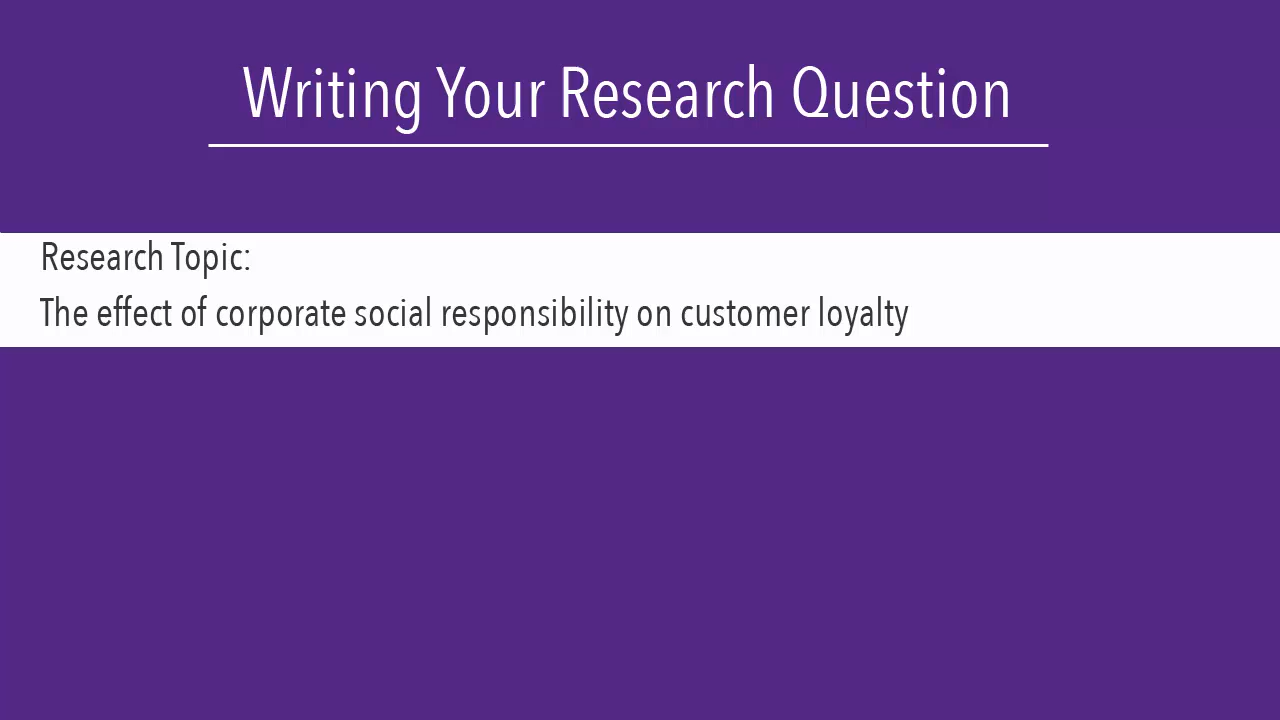 Writing Your Research Question
Research Topic:
The effect of corporate social responsibility on customer loyalty